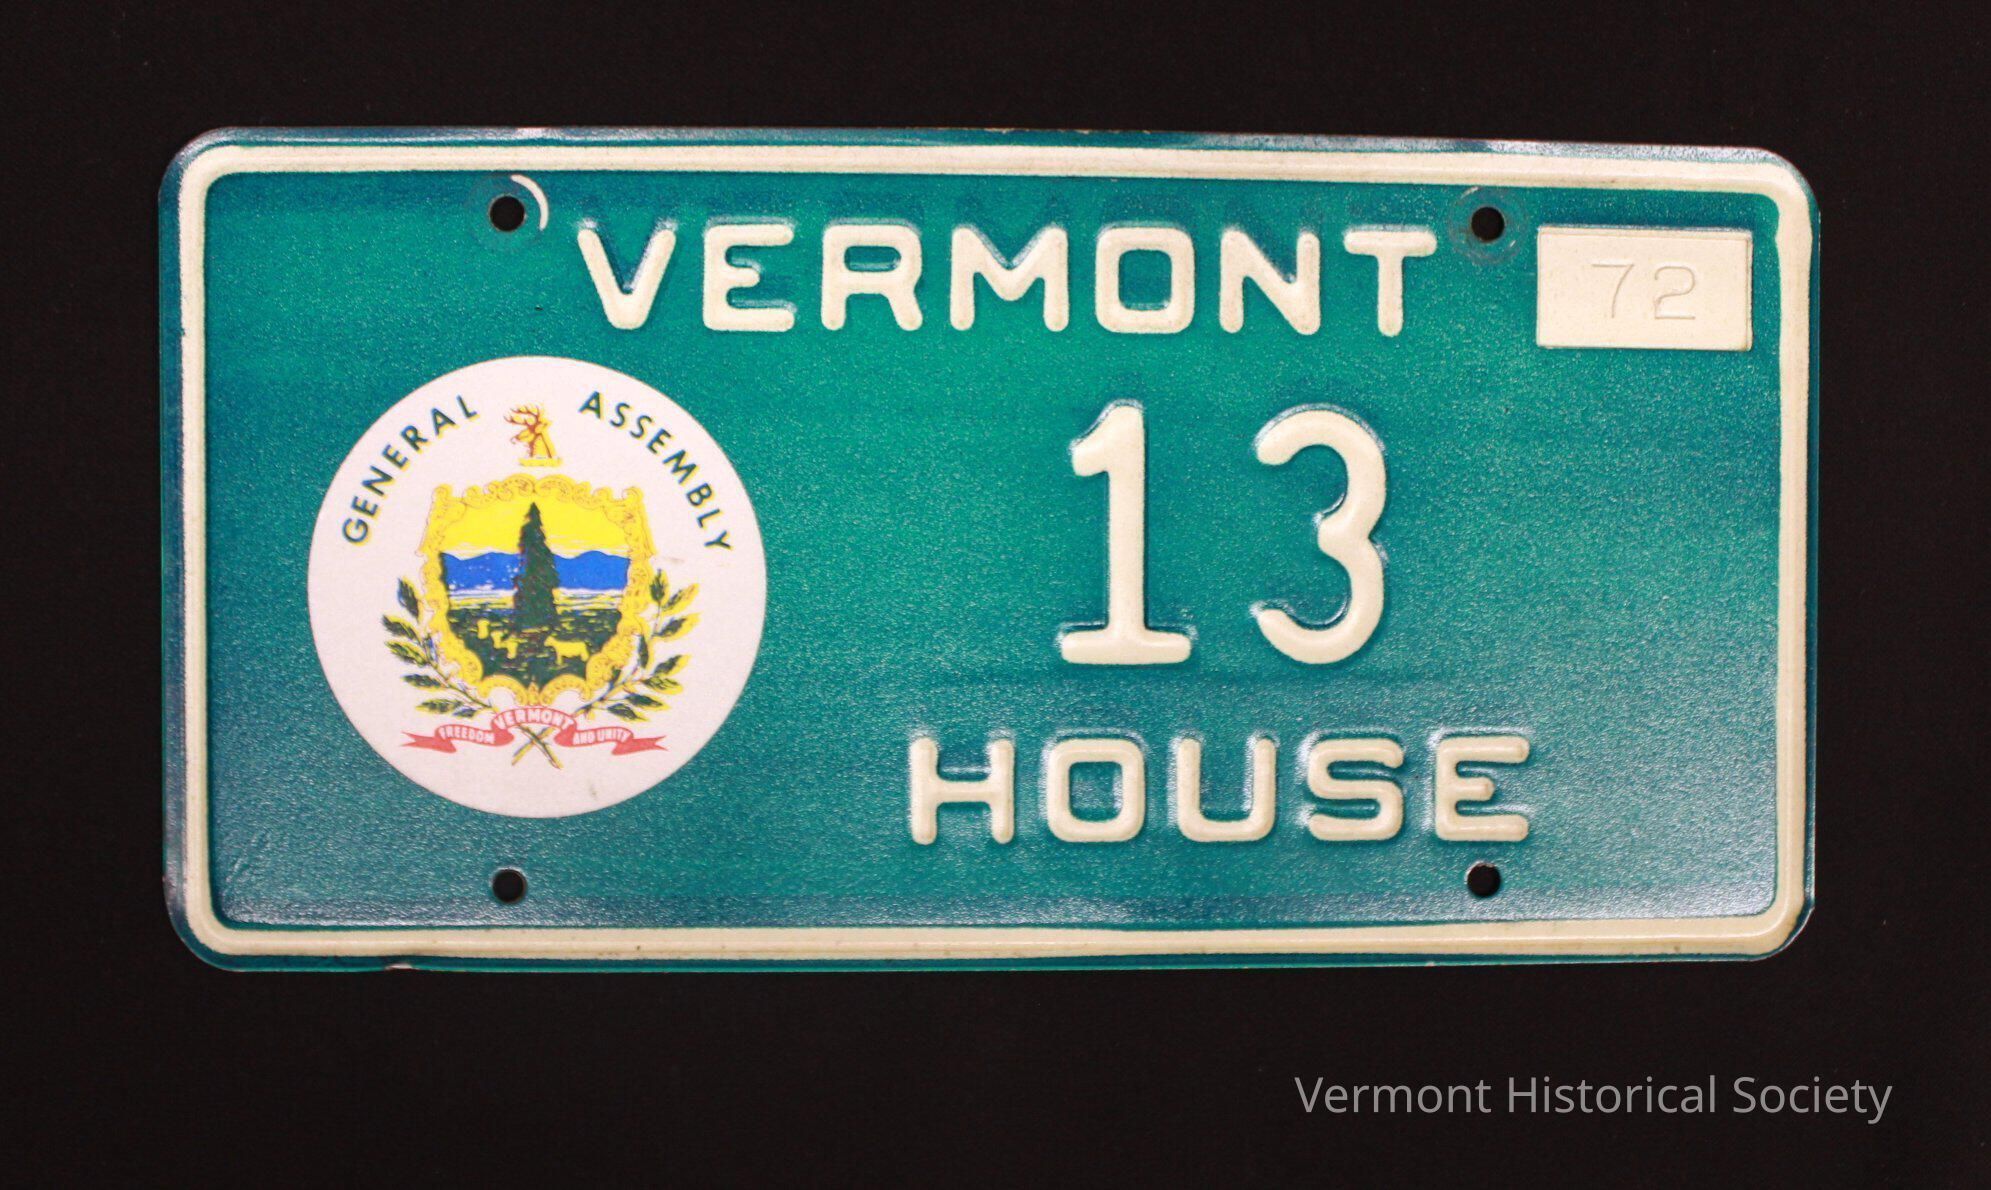 VERMONT
72
GENERAL ASSEMBLY
13
VERMONT
FREEDOM AND UNITY
HOUSE
Vermont Historical Society